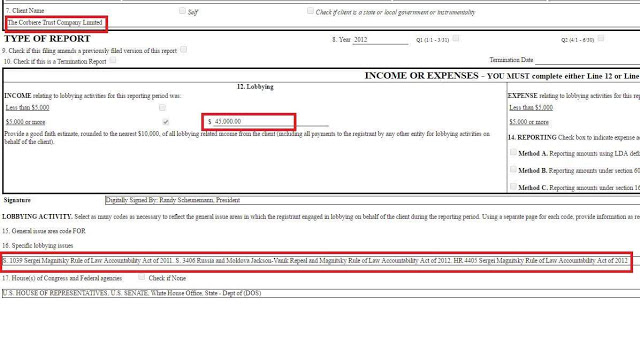 7. Client Name
Self
Check if client is a state or local government or instrumentality
The Corbiere Trust Company Limited
TYPE OF REPORT
8. Year 2012
Q1 (1/1 - 3/31)
Q2 (4/1 - 6/30)
9. Check if this filing amends a previously filed version of this report
10. Check if this is a Termination Report
Termination Date
INCOME OR EXPENSES - YOU MUST complete either Line 12 or Line
12. Lobbying
INCOME relating to lobbying activities for this reporting period was:
EXPENSE relating to lobbying activities for this rep
Less than $5,000
Less than $5,000
$5,000 or more
$ 45,000.00
$5,000 or more
Provide a good faith estimate, rounded to the nearest $10,000, of all lobbying related income from the client (including all payments to the registrant by any other entity for lobbying activities on
behalf of the client).
14. REPORTING Check box to indicate expense a
Method A. Reporting amounts using LDA defi
Method B. Reporting amounts under section 60
Method C. Reporting amounts under section 16
Signature
Digitally Signed By: Randy Scheunemann, President
LOBBYING ACTIVITY. Select as many codes as necessary to reflect the general issue areas in which the registrant engaged in lobbying on behalf of the client during the reporting period. Using a separate page for each code, provide information as re
15. General issue area code FOR
16. Specific lobbying issues
S. 1039 Sergei Magnitsky Rule of Law Accountability Act of 2011. S. 3406 Russia and Moldova Jackson-Vanik Repeal and Magnitsky Rule of Law Accountability Act of 2012. HR 4405 Sergei Magnitsky Rule of Law Accountability Act of 2012
17. House(s) of Congress and Federal agencies
Check if None
U.S. HOUSE OF REPRESENTATIVES, U.S. SENATE, White House Office, State - Dept of (DOS)